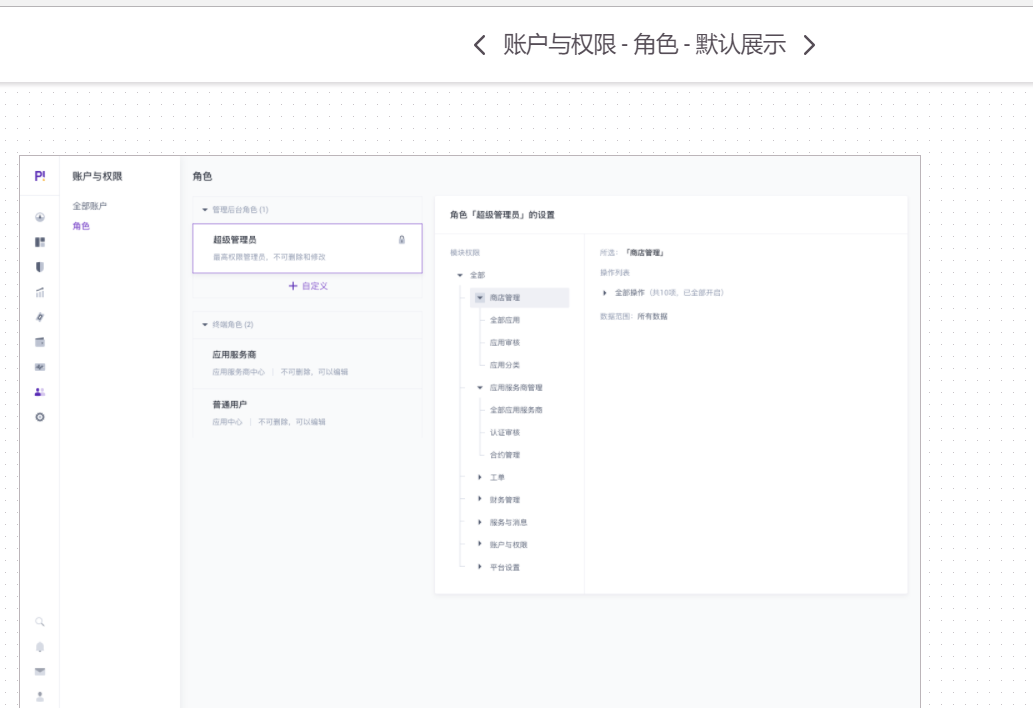 账户与权限 - 角色 - 默认展示
P!
账户与权限
全部账户
角色
角色
管理后台角色 (1)
超级管理员
最高权限管理员，不可删除和修改
自定义
终端角色 (2)
应用服务商
应用服务商中心 | 不可删除，可以编辑
普通用户
应用中心 | 不可删除，可以编辑
角色「超级管理员」的设置
模块权限
全部
商店管理
全部应用
应用审核
应用分类
应用服务商管理
全部应用服务商
认证审核
合约管理
工单
财务管理
服务与消息
账户与权限
平台设置
所选：「商店管理」
操作列表
全部操作（共10项，已全部开启）
数据范围：所有数据